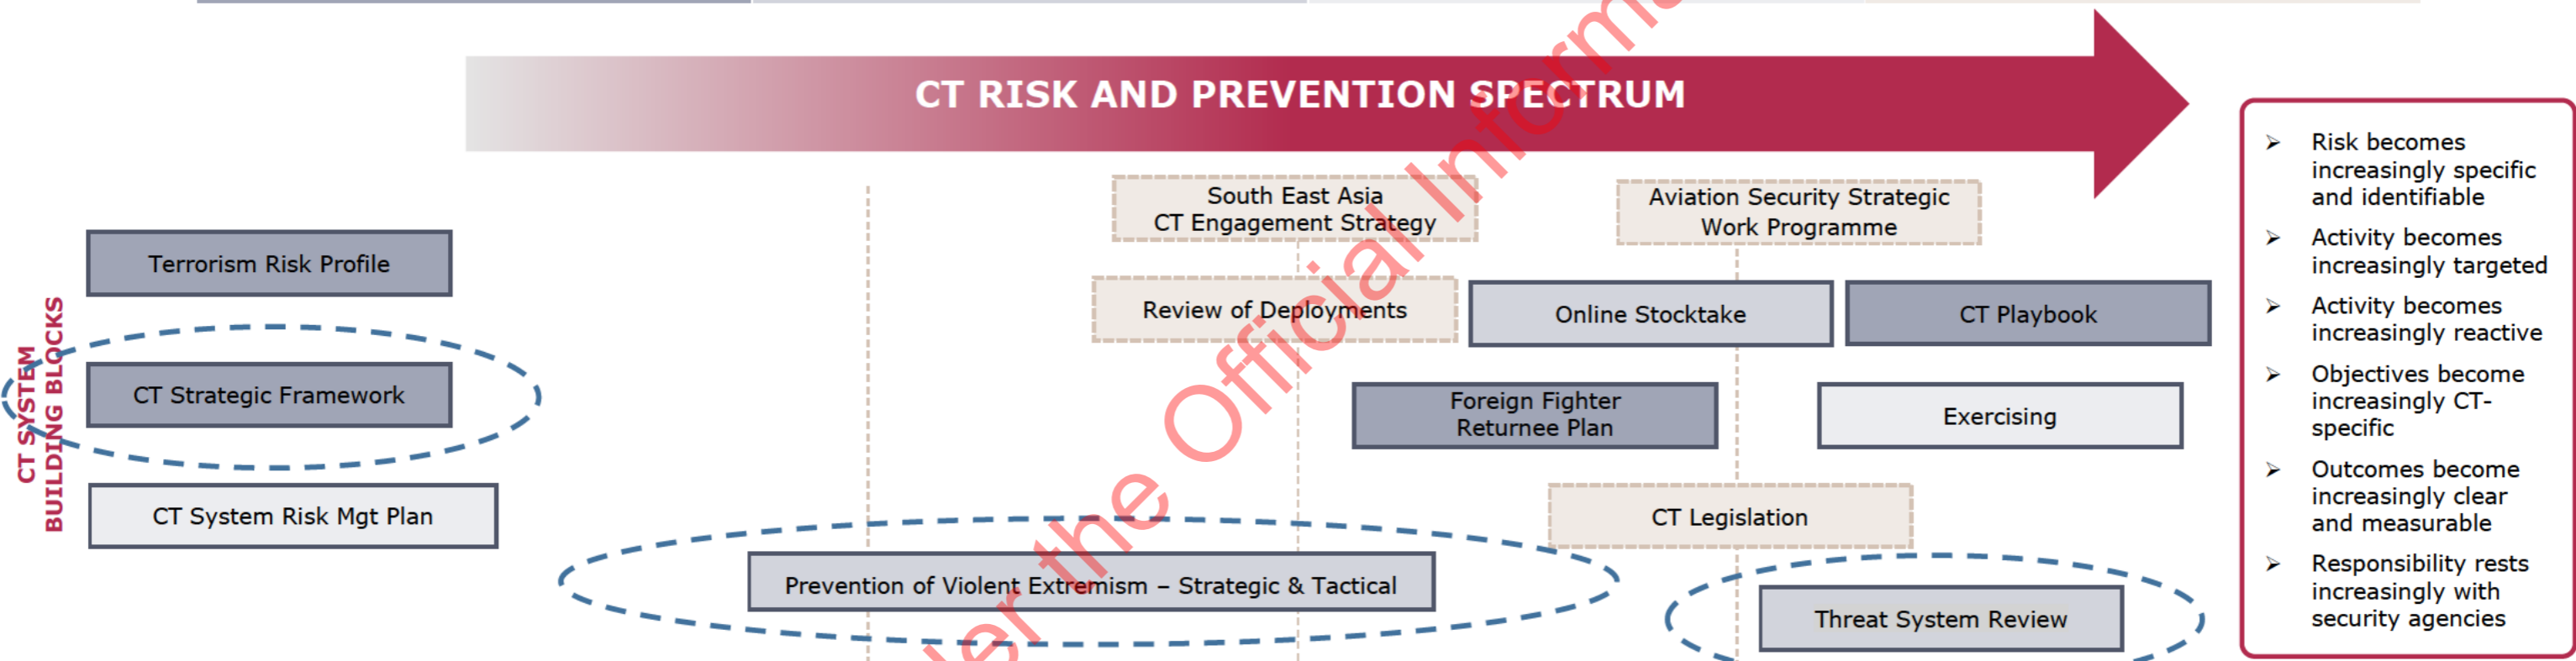 CT RISK AND PREVENTION SPECTRUM
CT SYSTEM
BUILDING BLOCKS
Terrorism Risk Profile
CT Strategic Framework
CT System Risk Mgt Plan
South East Asia
CT Engagement Strategy
Aviation Security Strategic
Work Programme
Review of Deployments
Online Stocktake
CT Playbook
Foreign Fighter
Returnee Plan
Exercising
CT Legislation
Prevention of Violent Extremism – Strategic & Tactical
Threat System Review
➢ Risk becomes
increasingly specific
and identifiable
➢ Activity becomes
increasingly targeted
➢ Activity becomes
increasingly reactive
➢ Objectives become
increasingly CT-
specific
➢ Outcomes become
increasingly clear
and measurable
➢ Responsibility rests
increasingly with
security agencies
the Official